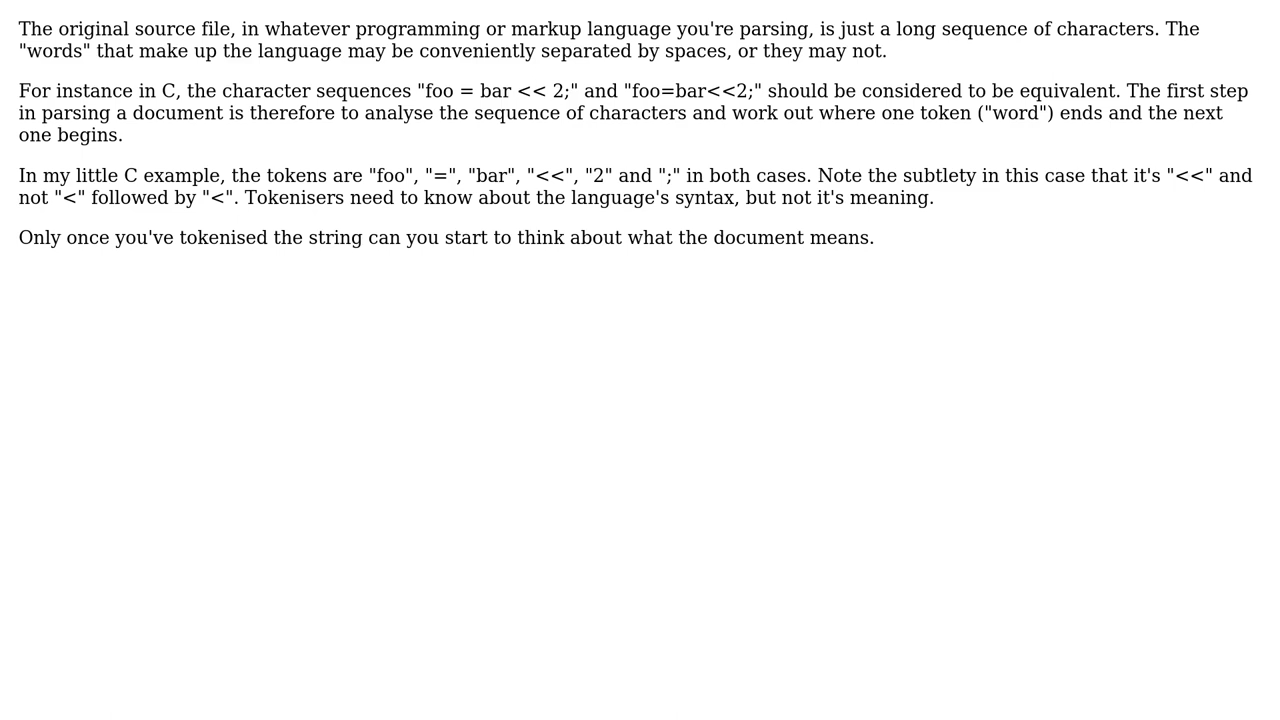 The original source file, in whatever programming or markup language you're parsing, is just a long sequence of characters. The
"words" that make up the language may be conveniently separated by spaces, or they may not.
For instance in C, the character sequences "foo = bar << 2;" and "foo=bar<<2;" should be considered to be equivalent. The first step
in parsing a document is therefore to analyse the sequence of characters and work out where one token ("word") ends and the next
one begins.
In my little C example, the tokens are "foo", "=", "bar", "<<", "2" and ";" in both cases. Note the subtlety in this case that it's "<<" and
not "<" followed by "<". Tokenisers need to know about the language's syntax, but not it's meaning.
Only once you've tokenised the string can you start to think about what the document means.